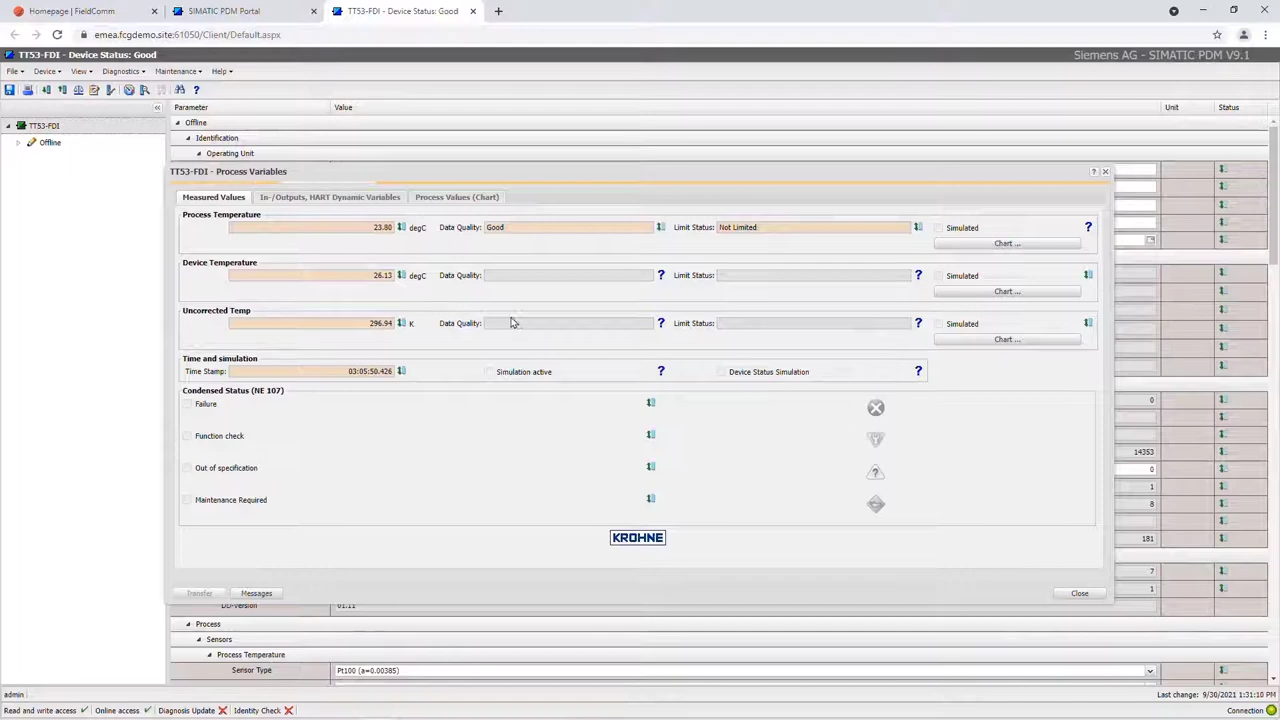 Homepage | FieldComm
SIMATIC PDM Portal
TT53-FDI - Device Status: Good
emea.fcgdemo.site:61050/Client/Default.aspx
TT53-FDI - Device Status: Good
Siemens AG - SIMATIC PDM V9.1
File Device View Diagnostics Maintenance Help
Parameter Value Unit Status
TT53-FDI
Offline
Offline
Identification
Operating Unit
TT53-FDI - Process Variables
Measured Values In-/Outputs, HART Dynamic Variables Process Values (Chart)
Process Temperature
23.80 degC Data Quality: Good Limit Status: Not Limited Simulated
Chart ...
Device Temperature
26.13 degC Data Quality: Limit Status: Simulated
Chart ...
Uncorrected Temp
296.94 K Data Quality: Limit Status: Simulated
Chart ...
Time and simulation
Time Stamp: 03:05:50.426 Simulation active Device Status Simulation
Condensed Status (NE 107)
Failure
Function check
Out of specification
Maintenance Required
KROHNE
Transfer Messages Close
0
14353
0
1
8
181
7
1
DD-Version 01.11
Process
Sensors
Process Temperature
Sensor Type Pt100 (a=0.00385)
admin
Last change: 9/30/2021 1:31:10 PM
Read and write access Online access Diagnosis Update Identity Check Connection